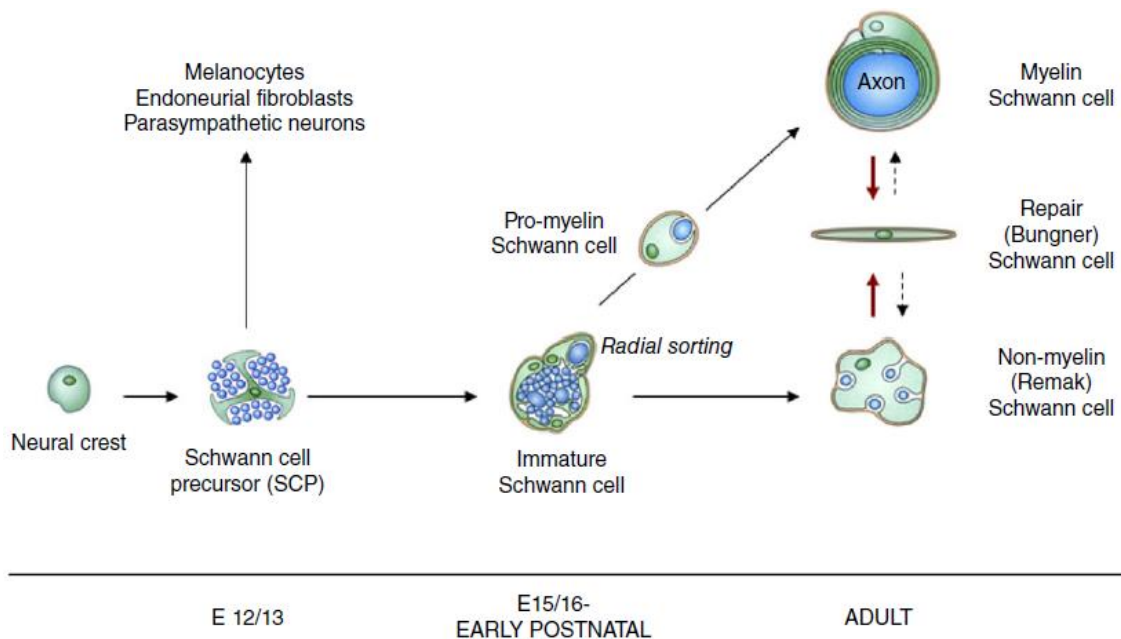 Melanocytes
Endoneurial fibroblasts
Parasympathetic neurons
Axon
Myelin
Schwann cell
Pro-myelin
Schwann cell
Repair
(Bungner)
Schwann cell
Radial sorting
Non-myelin
(Remak)
Schwann cell
Neural crest
Schwann cell
precursor (SCP)
Immature
Schwann cell
E 12/13
E15/16-
EARLY POSTNATAL
ADULT